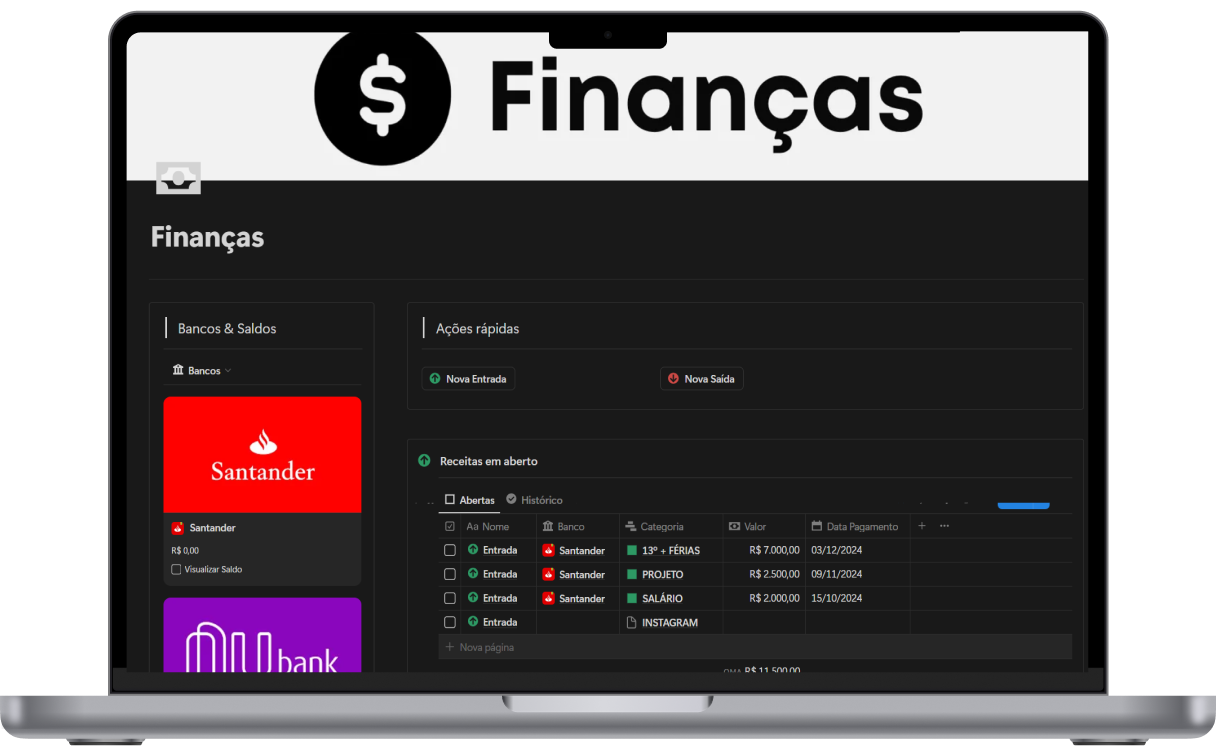 $ Finanças
Finanças
Bancos & Saldos
Bancos
Santander
Santander
R$ 0,00
Visualizar Saldo
nu bank
Ações rápidas
Nova Entrada
Nova Saída
Receitas em aberto
Abertas Histórico
Aa Nome Banco Categoria Valor Data Pagamento + ···
Entrada Santander 13º + FÉRIAS R$ 7.000,00 03/12/2024
Entrada Santander PROJETO R$ 2.500,00 09/11/2024
Entrada Santander SALÁRIO R$ 2.000,00 15/10/2024
Entrada INSTAGRAM
+ Nova página
R$ 11.500,00